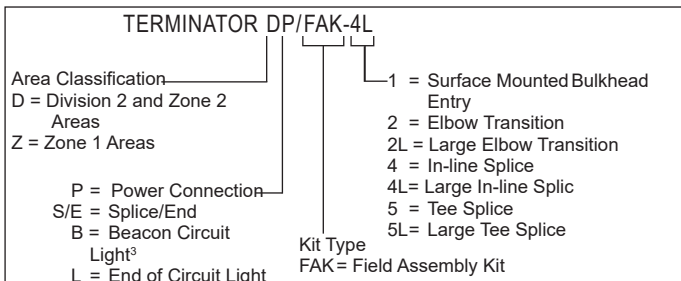 TERMINATOR DP/FAK-4L
Area Classification
D = Division 2 and Zone 2
Areas
Z = Zone 1 Areas
P = Power Connection
S/E = Splice/End
B = Beacon Circuit
Light³
L = End of Circuit Light
Kit Type
FAK = Field Assembly Kit
1 = Surface Mounted Bulkhead
Entry
2 = Elbow Transition
2L = Large Elbow Transition
4 = In-line Splice
4L= Large In-line Splic
5 = Tee Splice
5L= Large Tee Splice